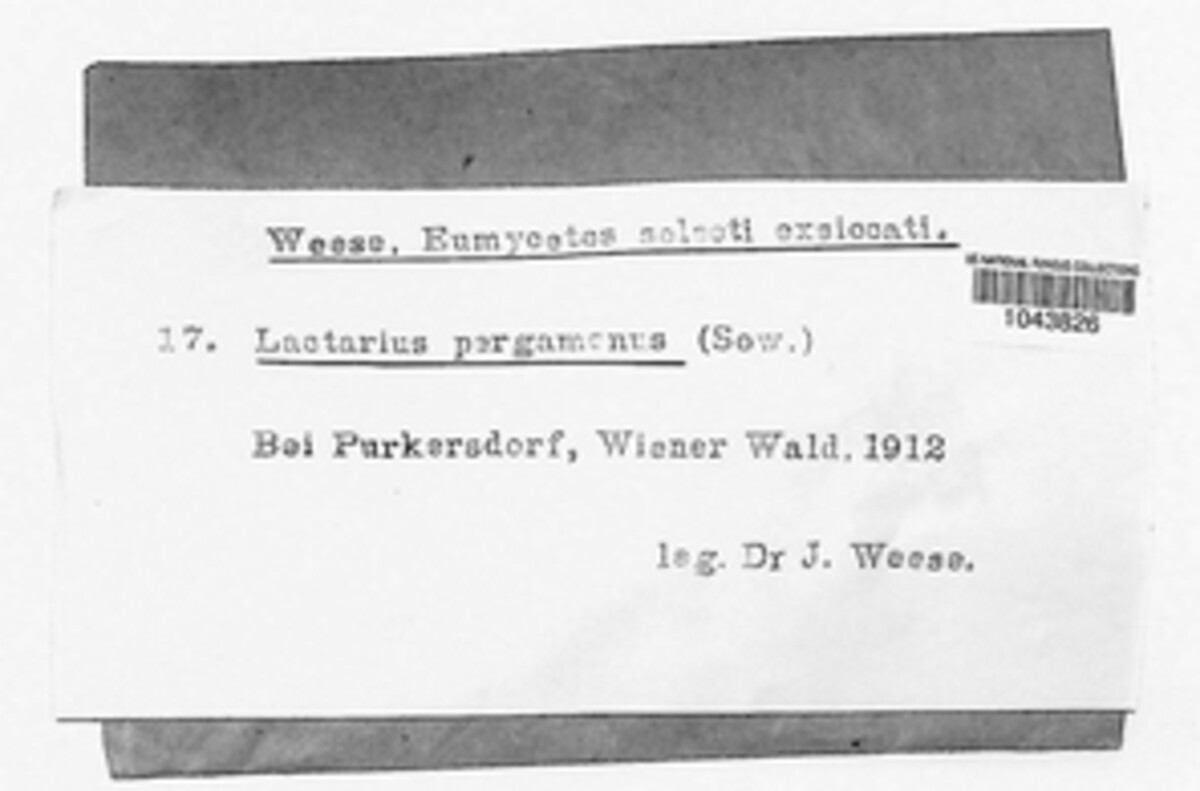 Weese, Eumycetes selecti exsiccati.
US NATIONAL FUNGUS COLLECTIONS
1043826
17. Lactarius pergamenus (Sow.)
Bei Purkersdorf, Wiener Wald, 1912
leg. Dr J. Weese.